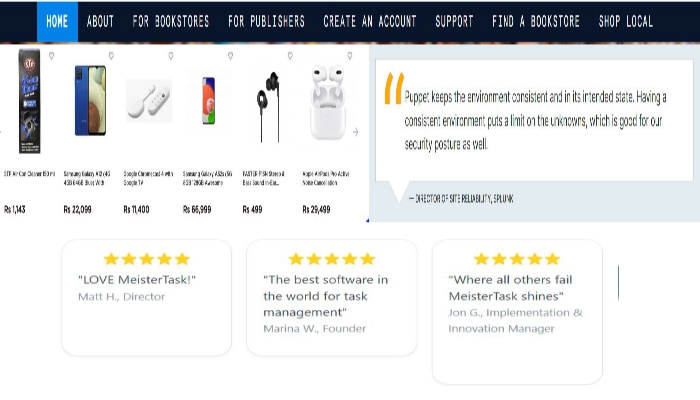 HOME ABOUT FOR BOOKSTORES FOR PUBLISHERS CREATE AN ACCOUNT SUPPORT FIND A BOOKSTORE SHOP LOCAL
STP Air Con Cleaner 150 ml
Rs 1,143
Samsung Galaxy A12 (4G
4GB 64GB Blue) With
Rs 22,099
Google Chromecast 4 with
Google TV
Rs 11,400
Samsung Galaxy A52s (5G
8GB 128GB Awesome
Rs 66,999
FASTER F15N Stereo &
Bass Sound In-Ear...
Rs 499
Apple AirPods Pro Active
Noise Cancellation
Rs 29,499
Puppet keeps the environment consistent and in its intended state. Having a
consistent environment puts a limit on the unknowns, which is good for our
security posture as well.
— DIRECTOR OF SITE RELIABILITY, SPLUNK
"LOVE MeisterTask!"
Matt H., Director
"The best software in
the world for task
management"
Marina W., Founder
"Where all others fail
MeisterTask shines"
Jon G., Implementation &
Innovation Manager